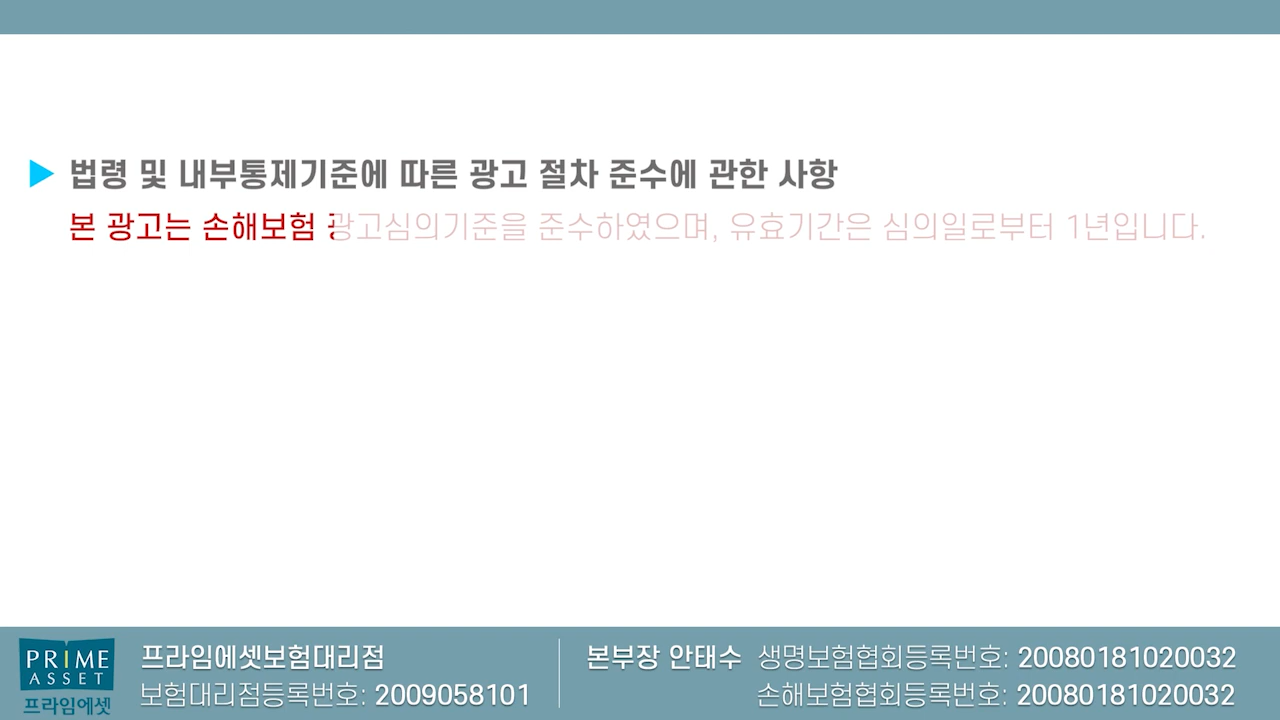 ▶ 법령 및 내부통제기준에 따른 광고 절차 준수에 관한 사항
본 광고는 손해보험 광고심의기준을 준수하였으며, 유효기간은 심의일로부터 1년입니다.
PRIME
ASSET
프라임에셋
프라임에셋보험대리점
보험대리점등록번호: 2009058101
본부장 안태수 생명보험협회등록번호: 20080181020032
손해보험협회등록번호: 20080181020032